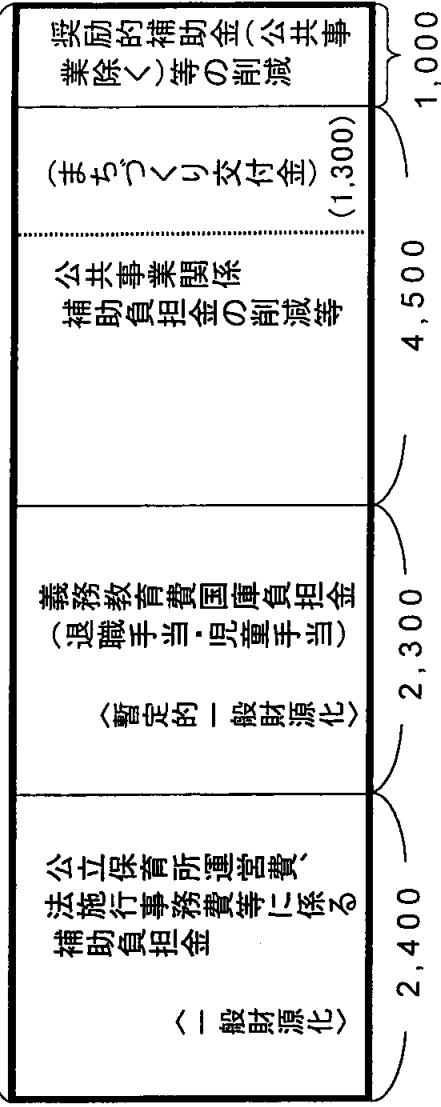 公立保育所運営費、
法施行事務費等に係る
補助負担金
〈一般財源化〉
2,400
義務教育費国庫負担金
(退職手当・児童手当)
〈暫定的一般財源化〉
2,300
公共事業関係
補助負担金の削減等
(まちづくり交付金)
(1,300)
4,500
奨励的補助金(公共事
業除く)等の削減
1,000